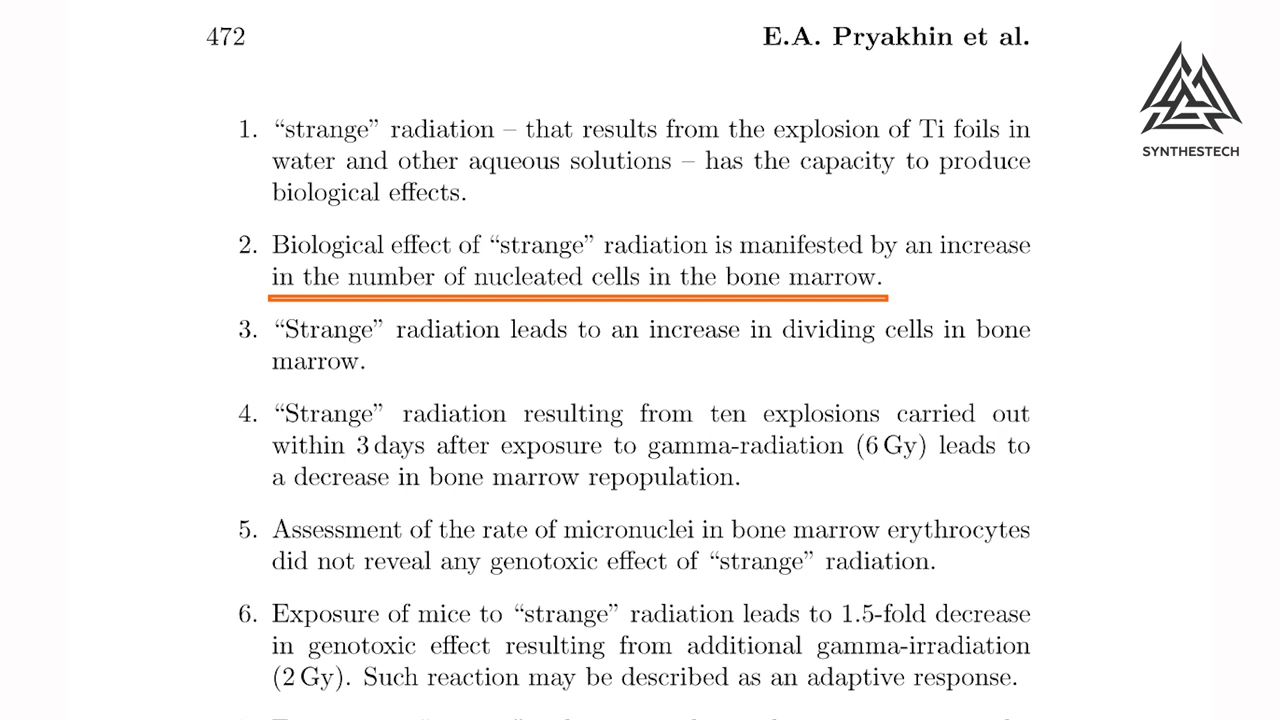 472 E.A. Pryakhin et al.
SYNTHESTECH
1. “strange” radiation – that results from the explosion of Ti foils in
water and other aqueous solutions – has the capacity to produce
biological effects.
2. Biological effect of “strange” radiation is manifested by an increase
in the number of nucleated cells in the bone marrow.
3. “Strange” radiation leads to an increase in dividing cells in bone
marrow.
4. “Strange” radiation resulting from ten explosions carried out
within 3 days after exposure to gamma-radiation (6 Gy) leads to
a decrease in bone marrow repopulation.
5. Assessment of the rate of micronuclei in bone marrow erythrocytes
did not reveal any genotoxic effect of “strange” radiation.
6. Exposure of mice to “strange” radiation leads to 1.5-fold decrease
in genotoxic effect resulting from additional gamma-irradiation
(2 Gy). Such reaction may be described as an adaptive response.